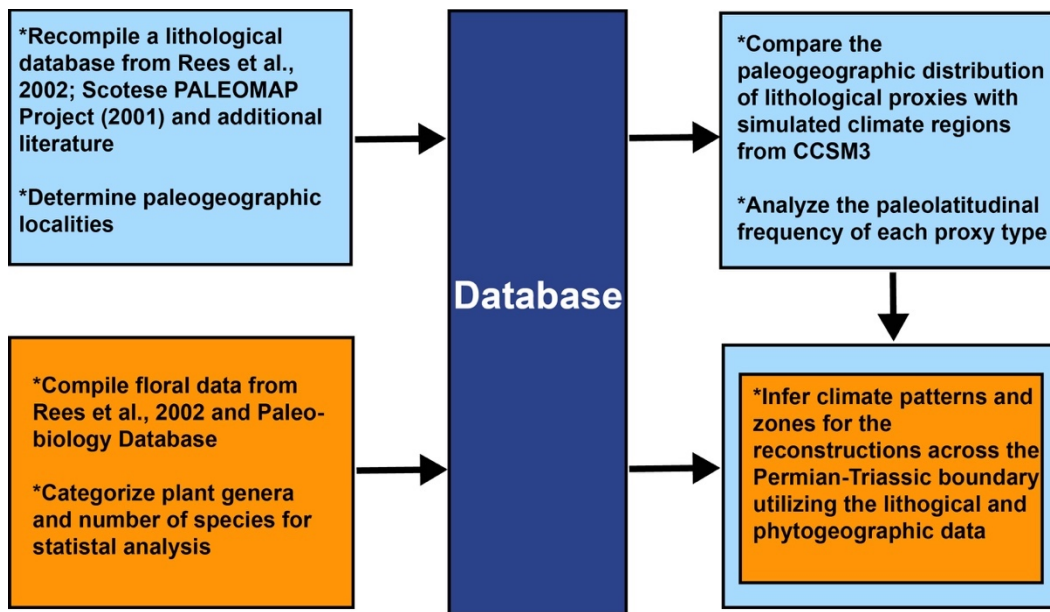 *Recompile a lithological
database from Rees et al.,
2002; Scotese PALEOMAP
Project (2001) and additional
literature
*Determine paleogeographic
localities
*Compile floral data from
Rees et al., 2002 and Paleo-
biology Database
*Categorize plant genera
and number of species for
statistal analysis
Database
*Compare the
paleogeographic distribution
of lithological proxies with
simulated climate regions
from CCSM3
*Analyze the paleolatitudinal
frequency of each proxy type
*Infer climate patterns and
zones for the
reconstructions across the
Permian-Triassic boundary
utilizing the lithogical and
phytogeographic data